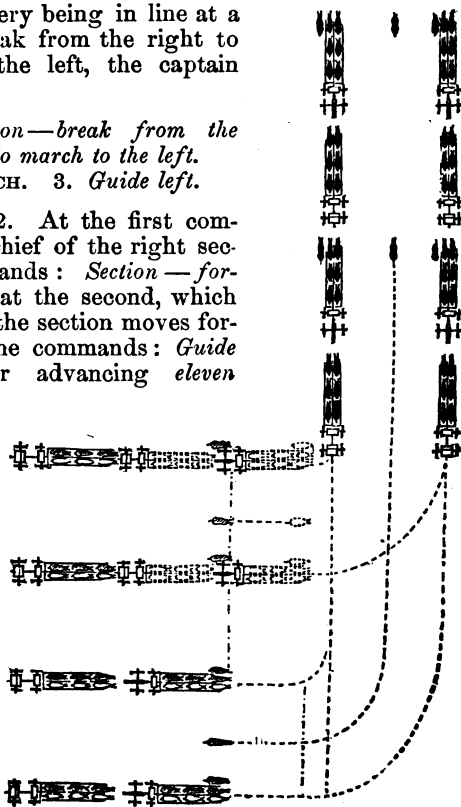 ery being in line at a
ak from the right to
the left, the captain
on—break from the
o march to the left.
CH. 3. Guide left.
2. At the first com-
hief of the right sec-
ands: Section—for-
at the second, which
the section moves for-
ne commands: Guide
r advancing eleven